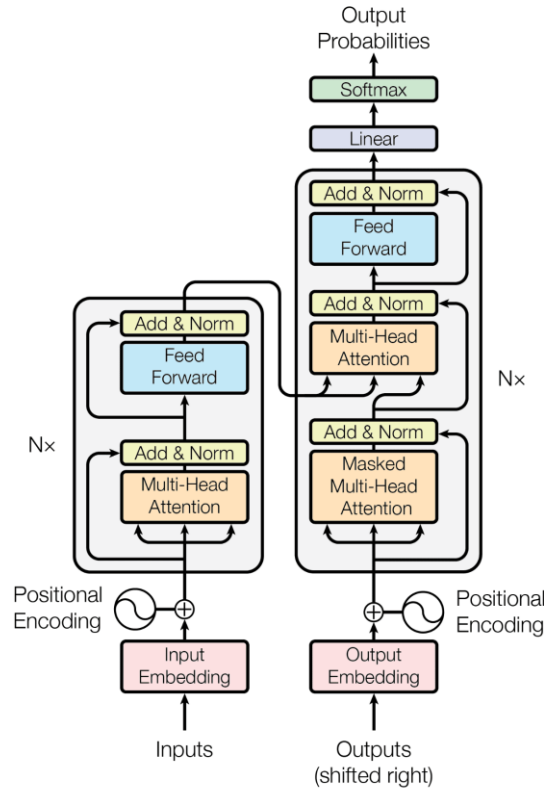 Output
Probabilities
Softmax
Linear
Add & Norm
Feed
Forward
Add & Norm
Multi-Head
Attention
Nx
Add & Norm
Masked
Multi-Head
Attention
Add & Norm
Feed
Forward
Nx
Add & Norm
Multi-Head
Attention
Positional
Encoding
Positional
Encoding
Input
Embedding
Output
Embedding
Inputs
Outputs
(shifted right)